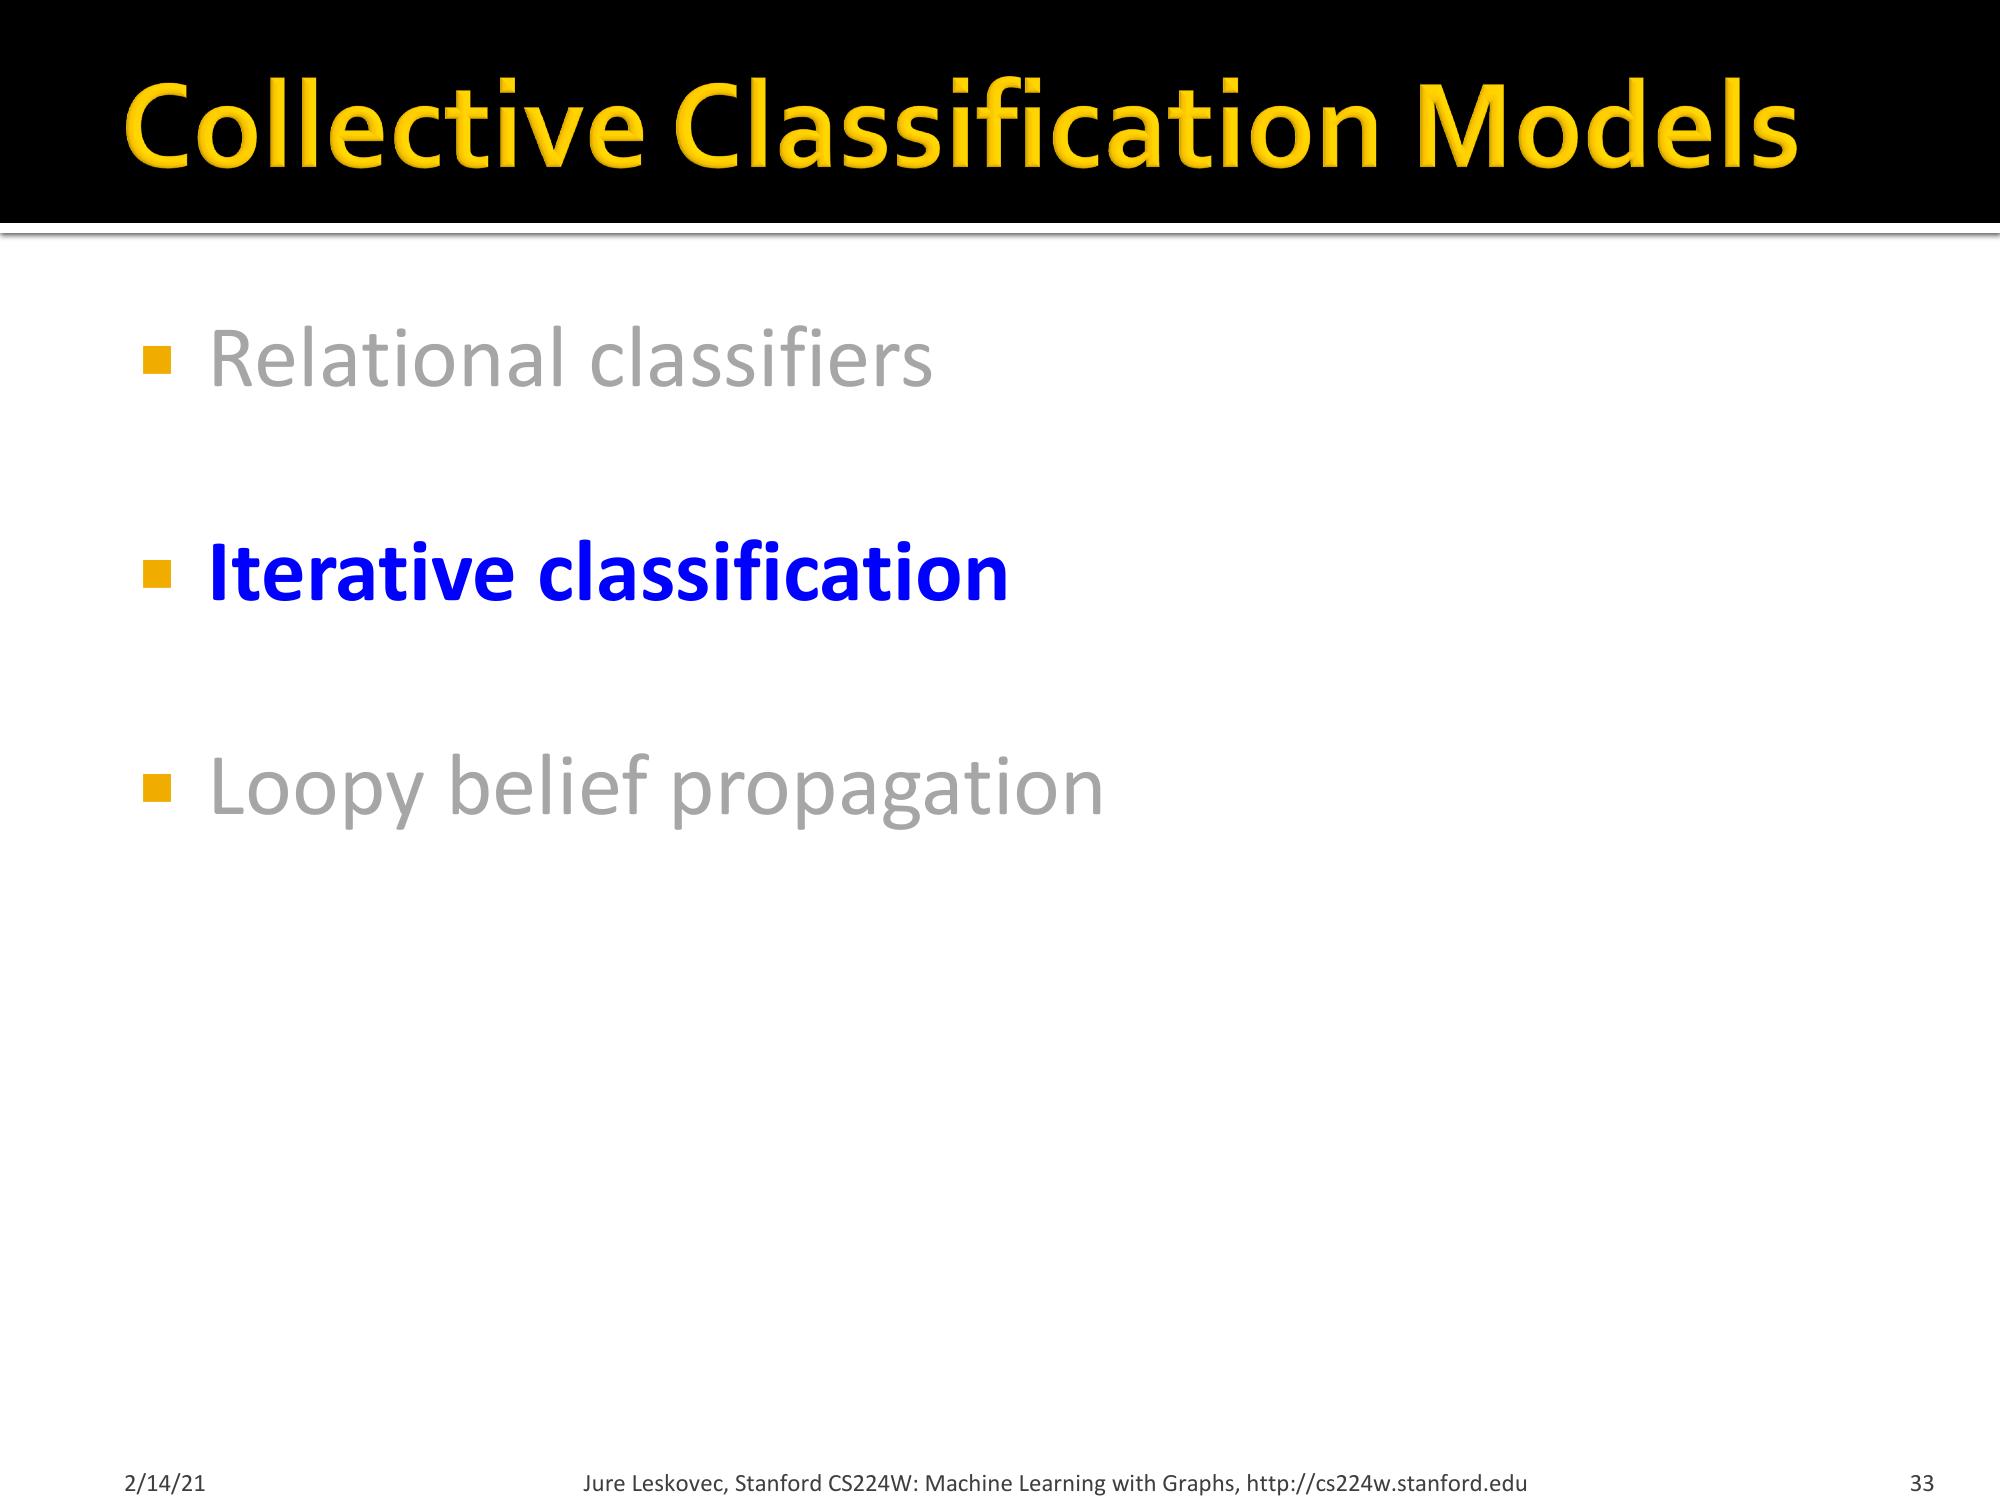 Collective Classification Models
Relational classifiers
Iterative classification
Loopy belief propagation
2/14/21
Jure Leskovec, Stanford CS224W: Machine Learning with Graphs, http://cs224w.stanford.edu
33